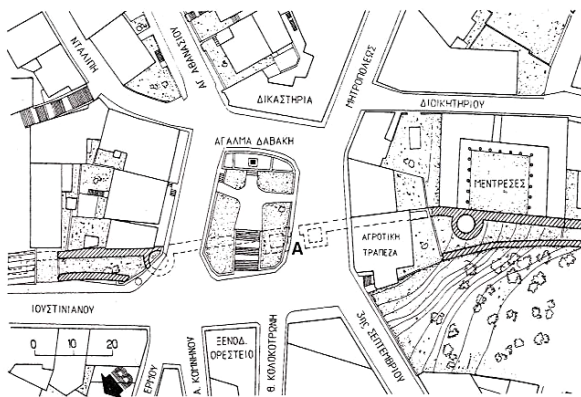 ΝΤΑΛΙΠΗ
ΑΓ. ΑΘΑΝΑΣΙΟΥ
ΔΙΚΑΣΤΗΡΙΑ
ΜΗΤΡΟΠΟΛΕΩΣ
ΔΙΟΙΚΗΤΗΡΙΟΥ
ΑΓΑΛΜΑ ΔΑΒΑΚΗ
ΜΕΝΤΡΕΣΕΣ
Α
ΑΓΡΟΤΙΚΗ
ΤΡΑΠΕΖΑ
ΙΟΥΣΤΙΝΙΑΝΟΥ
0 10 20
ΕΡΜΟΥ
Α. ΚΟΜΝΗΝΟΥ
ΞΕΝΟΔ.
ΟΡΕΣΤΕΙΟ
Θ. ΚΟΛΟΚΟΤΡΩΝΗ
3ης ΣΕΠΤΕΜΒΡΙΟΥ